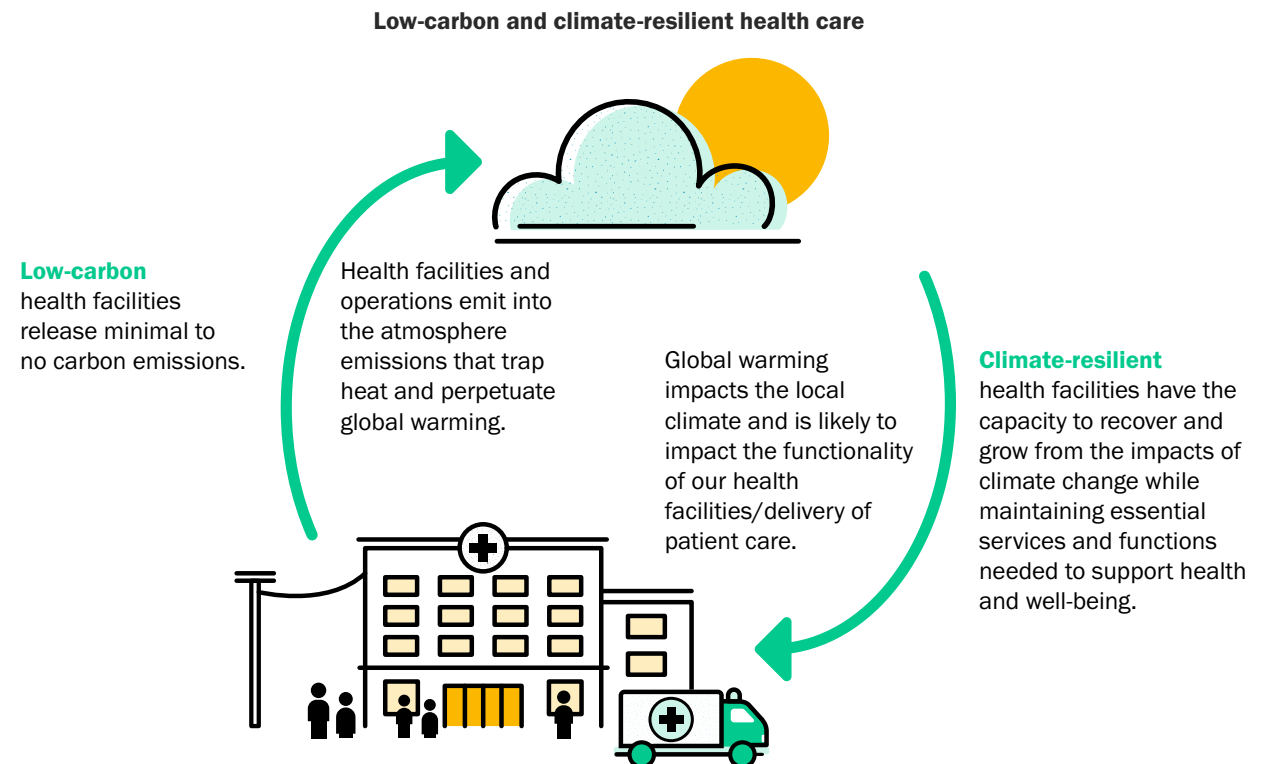 Low-carbon and climate-resilient health care
Low-carbon
health facilities
release minimal to
no carbon emissions.
Health facilities and
operations emit into
the atmosphere
emissions that trap
heat and perpetuate
global warming.
Global warming
impacts the local
climate and is likely to
impact the functionality
of our health
facilities/delivery of
patient care.
Climate-resilient
health facilities have the
capacity to recover and
grow from the impacts of
climate change while
maintaining essential
services and functions
needed to support health
and well-being.